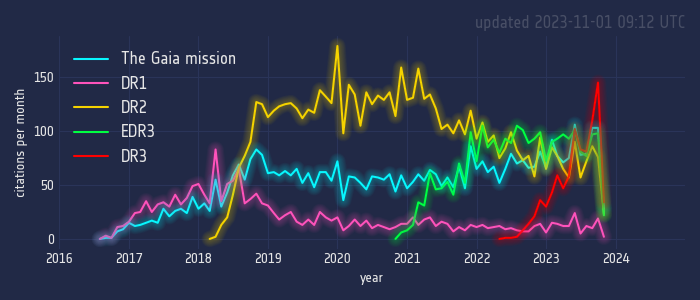 updated 2023-11-01 09:12 UTC
The Gaia mission
DR1
DR2
EDR3
DR3
citations per month
150
100
50
0
2016 2017 2018 2019 2020 2021 2022 2023 2024
year